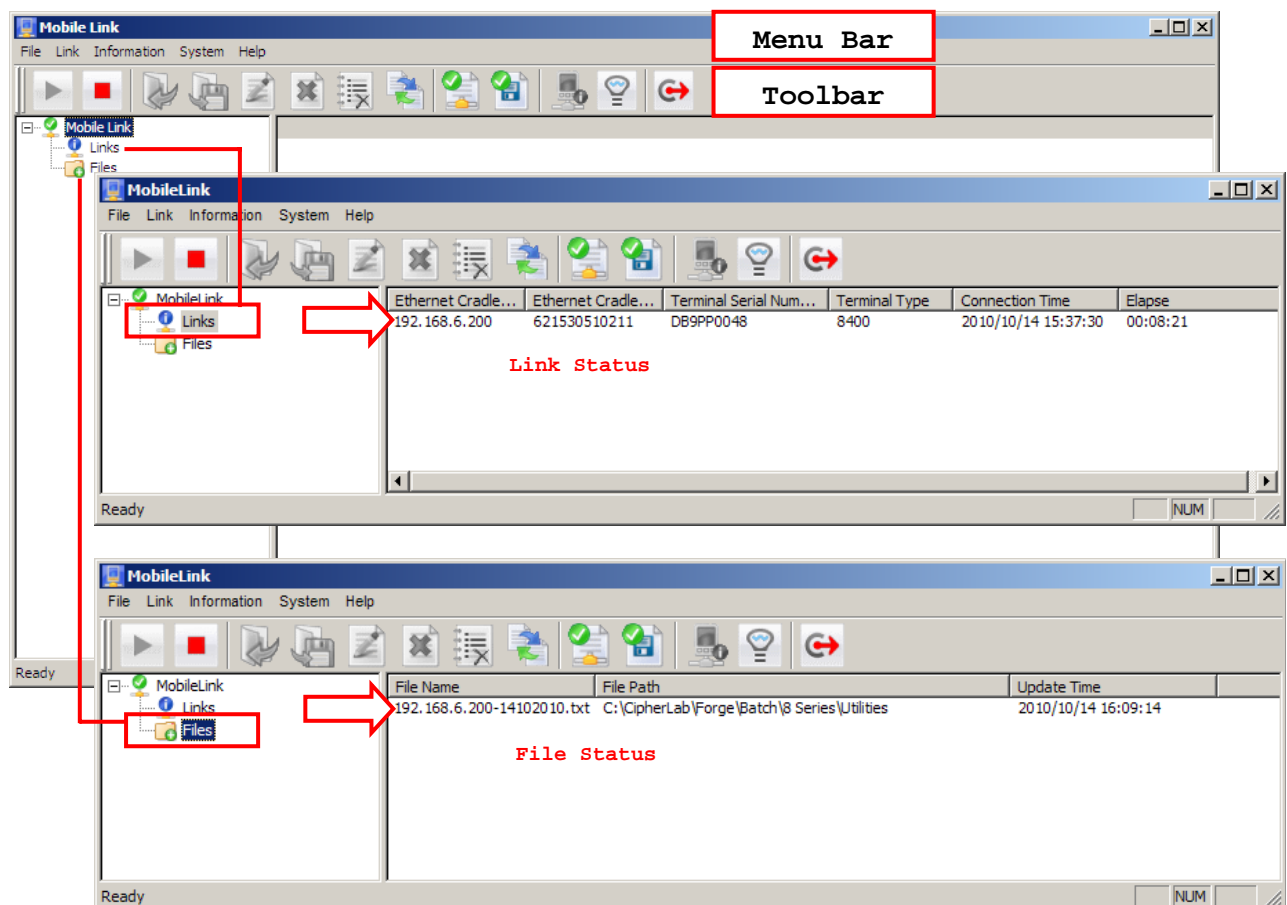 Mobile Link
File Link Information System Help
Menu Bar
Toolbar
Mobile Link
Links
Files
MobileLink
File Link Information System Help
MobileLink
Links
Files
Ethernet Cradle... Ethernet Cradle... Terminal Serial Num... Terminal Type Connection Time Elapse
192.168.6.200 621530510211 DB9PP0048 8400 2010/10/14 15:37:30 00:08:21
Link Status
Ready NUM
MobileLink
File Link Information System Help
Ready
MobileLink
Links
Files
File Name File Path Update Time
192.168.6.200-14102010.txt C:\CipherLab\Forge\Batch\8 Series\Utilities 2010/10/14 16:09:14
File Status
Ready NUM